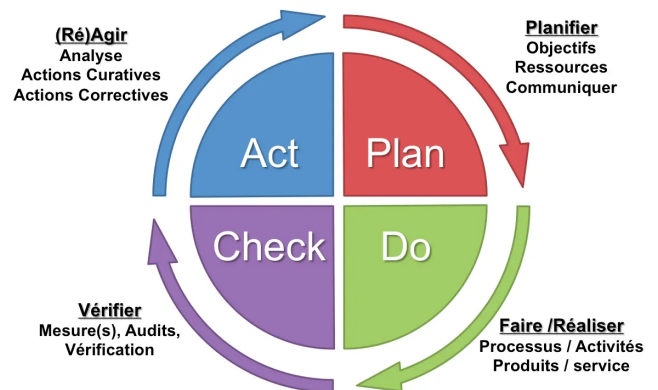 (Ré)Agir
Analyse
Actions Curatives
Actions Correctives
Planifier
Objectifs
Ressources
Communiquer
Act
Plan
Check
Do
Vérifier
Mesure(s), Audits,
Vérification
Faire /Réaliser
Processus / Activités
Produits / service